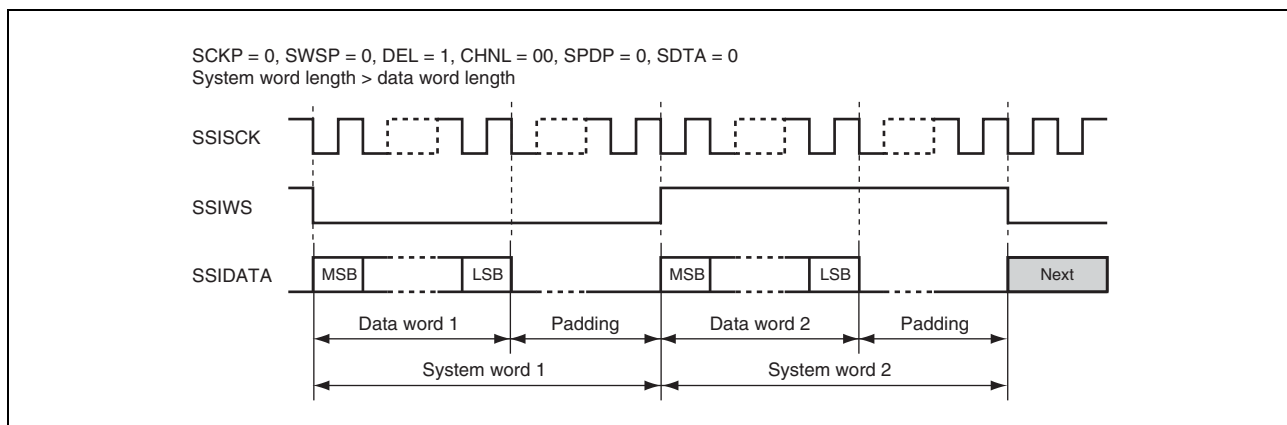 SCKP = 0, SWSP = 0, DEL = 1, CHNL = 00, SPDP = 0, SDTA = 0
System word length > data word length
SSISCK
SSIWS
SSIDATA
MSB
LSB
MSB
LSB
Next
Data word 1
Padding
Data word 2
Padding
System word 1
System word 2